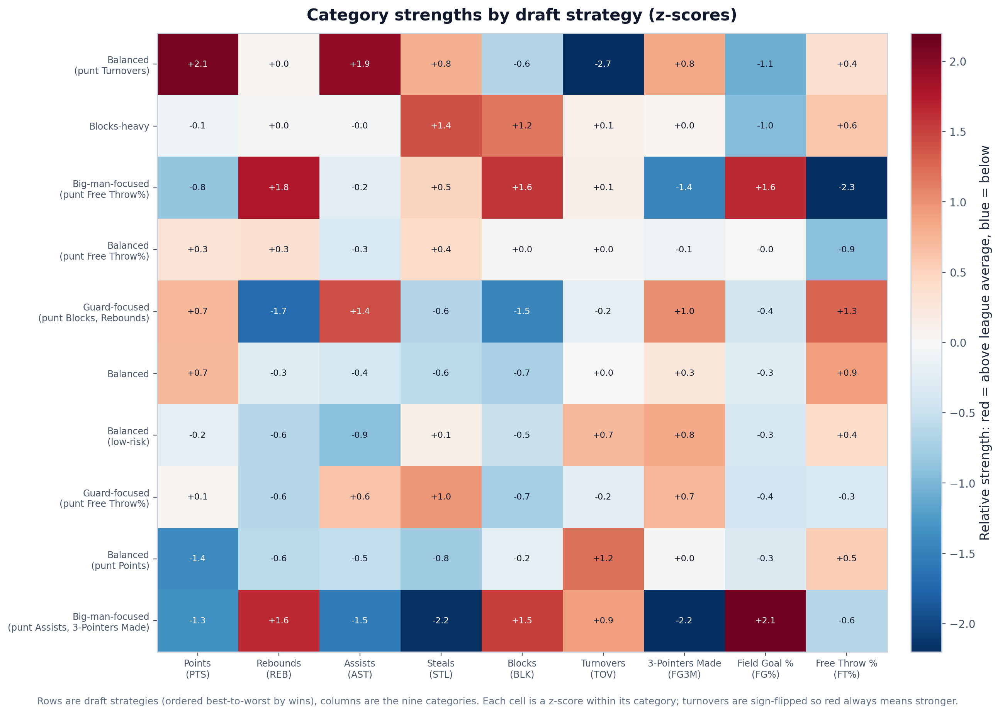 Category strengths by draft strategy (z-scores)
Balanced
(punt Turnovers)
+2.1 +0.0 +1.9 +0.8 -0.6 -2.7 +0.8 -1.1 +0.4
Blocks-heavy
-0.1 +0.0 -0.0 +1.4 +1.2 +0.1 +0.0 -1.0 +0.6
Big-man-focused
(punt Free Throw%)
-0.8 +1.8 -0.2 +0.5 +1.6 +0.1 -1.4 +1.6 -2.3
Balanced
(punt Free Throw%)
+0.3 +0.3 -0.3 +0.4 +0.0 +0.0 -0.1 -0.0 -0.9
Guard-focused
(punt Blocks, Rebounds)
+0.7 -1.7 +1.4 -0.6 -1.5 -0.2 +1.0 -0.4 +1.3
Balanced
+0.7 -0.3 -0.4 -0.6 -0.7 +0.0 +0.3 -0.3 +0.9
Balanced
(low-risk)
-0.2 -0.6 -0.9 +0.1 -0.5 +0.7 +0.8 -0.3 +0.4
Guard-focused
(punt Free Throw%)
+0.1 -0.6 +0.6 +1.0 -0.7 -0.2 +0.7 -0.4 -0.3
Balanced
(punt Points)
-1.4 -0.6 -0.5 -0.8 -0.2 +1.2 +0.0 -0.3 +0.5
Big-man-focused
(punt Assists, 3-Pointers Made)
-1.3 +1.6 -1.5 -2.2 +1.5 +0.9 -2.2 +2.1 -0.6
Points Rebounds Assists Steals Blocks Turnovers 3-Pointers Made Field Goal % Free Throw %
(PTS) (REB) (AST) (STL) (BLK) (TOV) (FG3M) (FG%) (FT%)
2.0
1.5
1.0
0.5
0.0
−0.5
−1.0
−1.5
−2.0
Relative strength: red = above league average, blue = below
Rows are draft strategies (ordered best-to-worst by wins), columns are the nine categories. Each cell is a z-score within its category; turnovers are sign-flipped so red always means stronger.